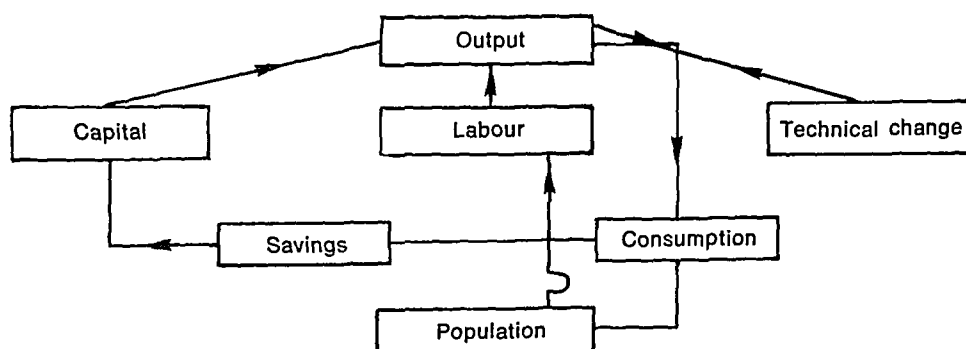 Output
Capital
Labour
Technical change
Savings
Consumption
Population